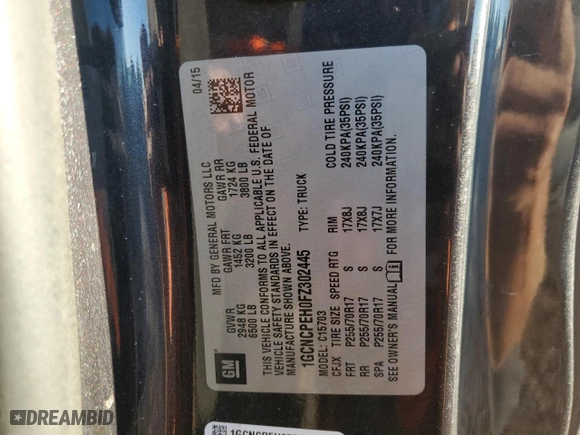 04/15
MFD BY GENERAL MOTORS LLC
GVWR GAWR FRT GAWR RR
2948 KG 1452 KG 1724 KG
6500 LB 3200 LB 3800 LB
THIS VEHICLE CONFORMS TO ALL APPLICABLE U.S. FEDERAL MOTOR
VEHICLE SAFETY STANDARDS IN EFFECT ON THE DATE OF
MANUFACTURE SHOWN ABOVE.
1GCNCPEH0FZ302445 TYPE: TRUCK
MODEL: C15703
CFJX TIRE SIZE SPEED RTG RIM COLD TIRE PRESSURE
FRT P255/70R17 S 17X8J 240KPA(35PSI)
RR P255/70R17 S 17X8J 240KPA(35PSI)
SPA P255/70R17 S 17X7J 240KPA(35PSI)
SEE OWNER'S MANUAL FOR MORE INFORMATION.
GM
AUTOBIDCAR